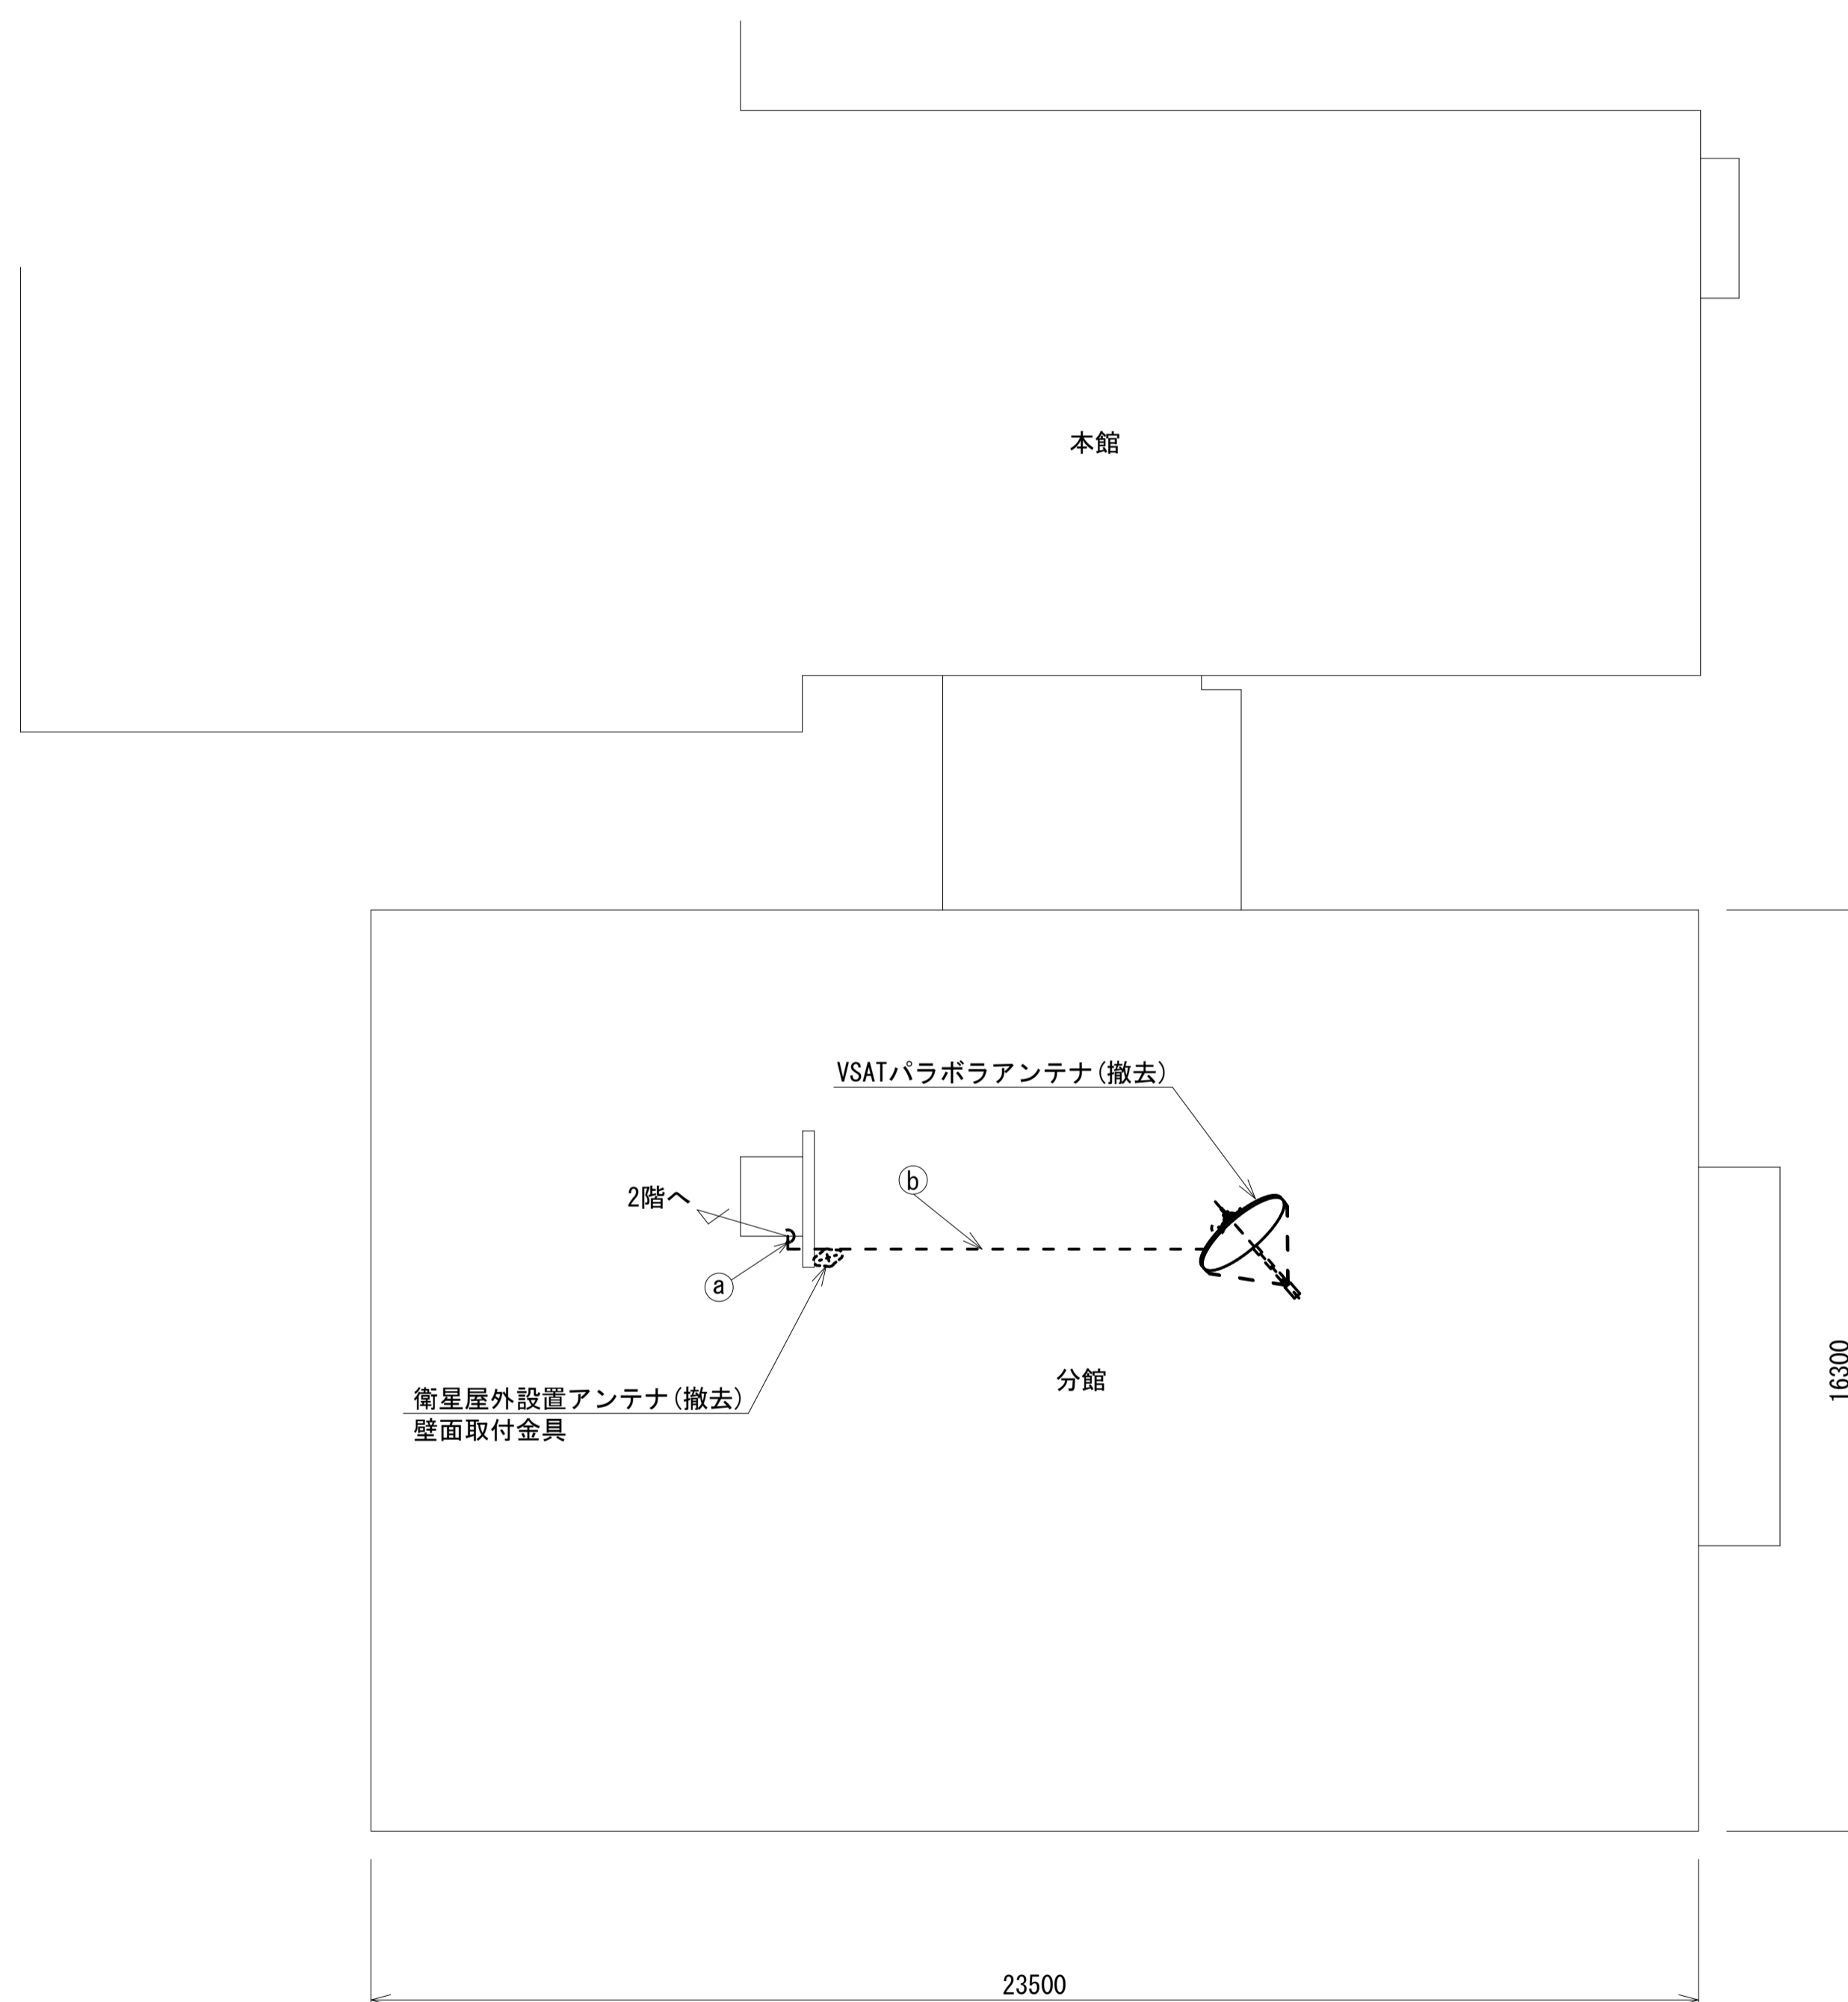 本館
VSATパラボラアンテナ(撤去)
b
2階へ
a
分館
衛星屋外設置アンテナ(撤去)
壁面取付金具
16300
23500